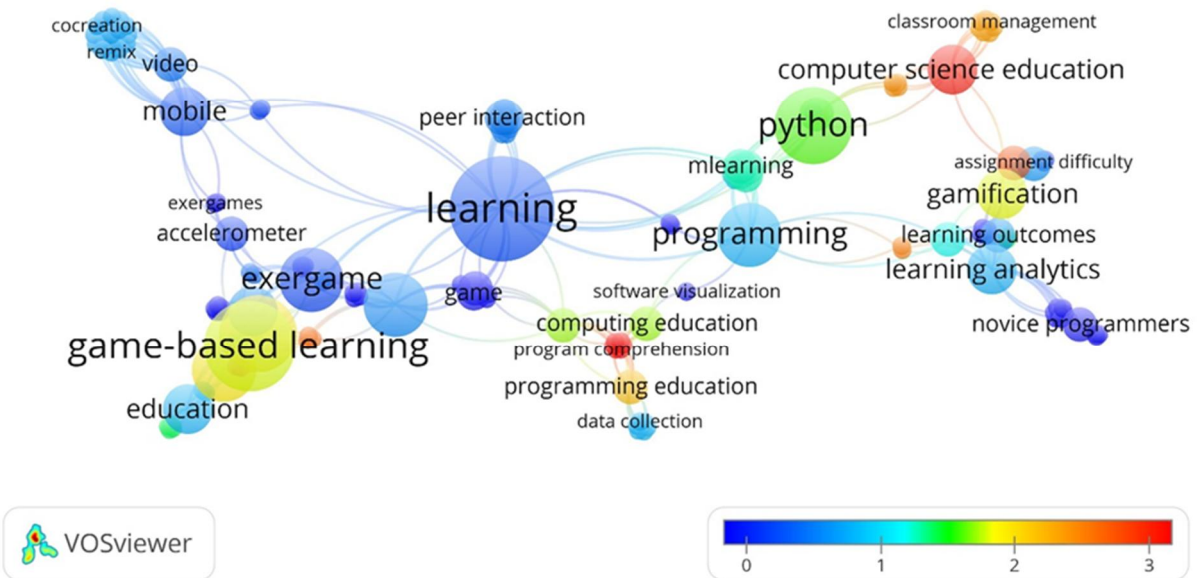 cocreation
remix
video
mobile
classroom management
computer science education
peer interaction
python
mlearning
assignment difficulty
gamification
exergames
accelerometer
learning
programming
learning outcomes
learning analytics
exergame
game
software visualization
computing education
novice programmers
game-based learning
program comprehension
programming education
education
data collection
VOSviewer
0 1 2 3